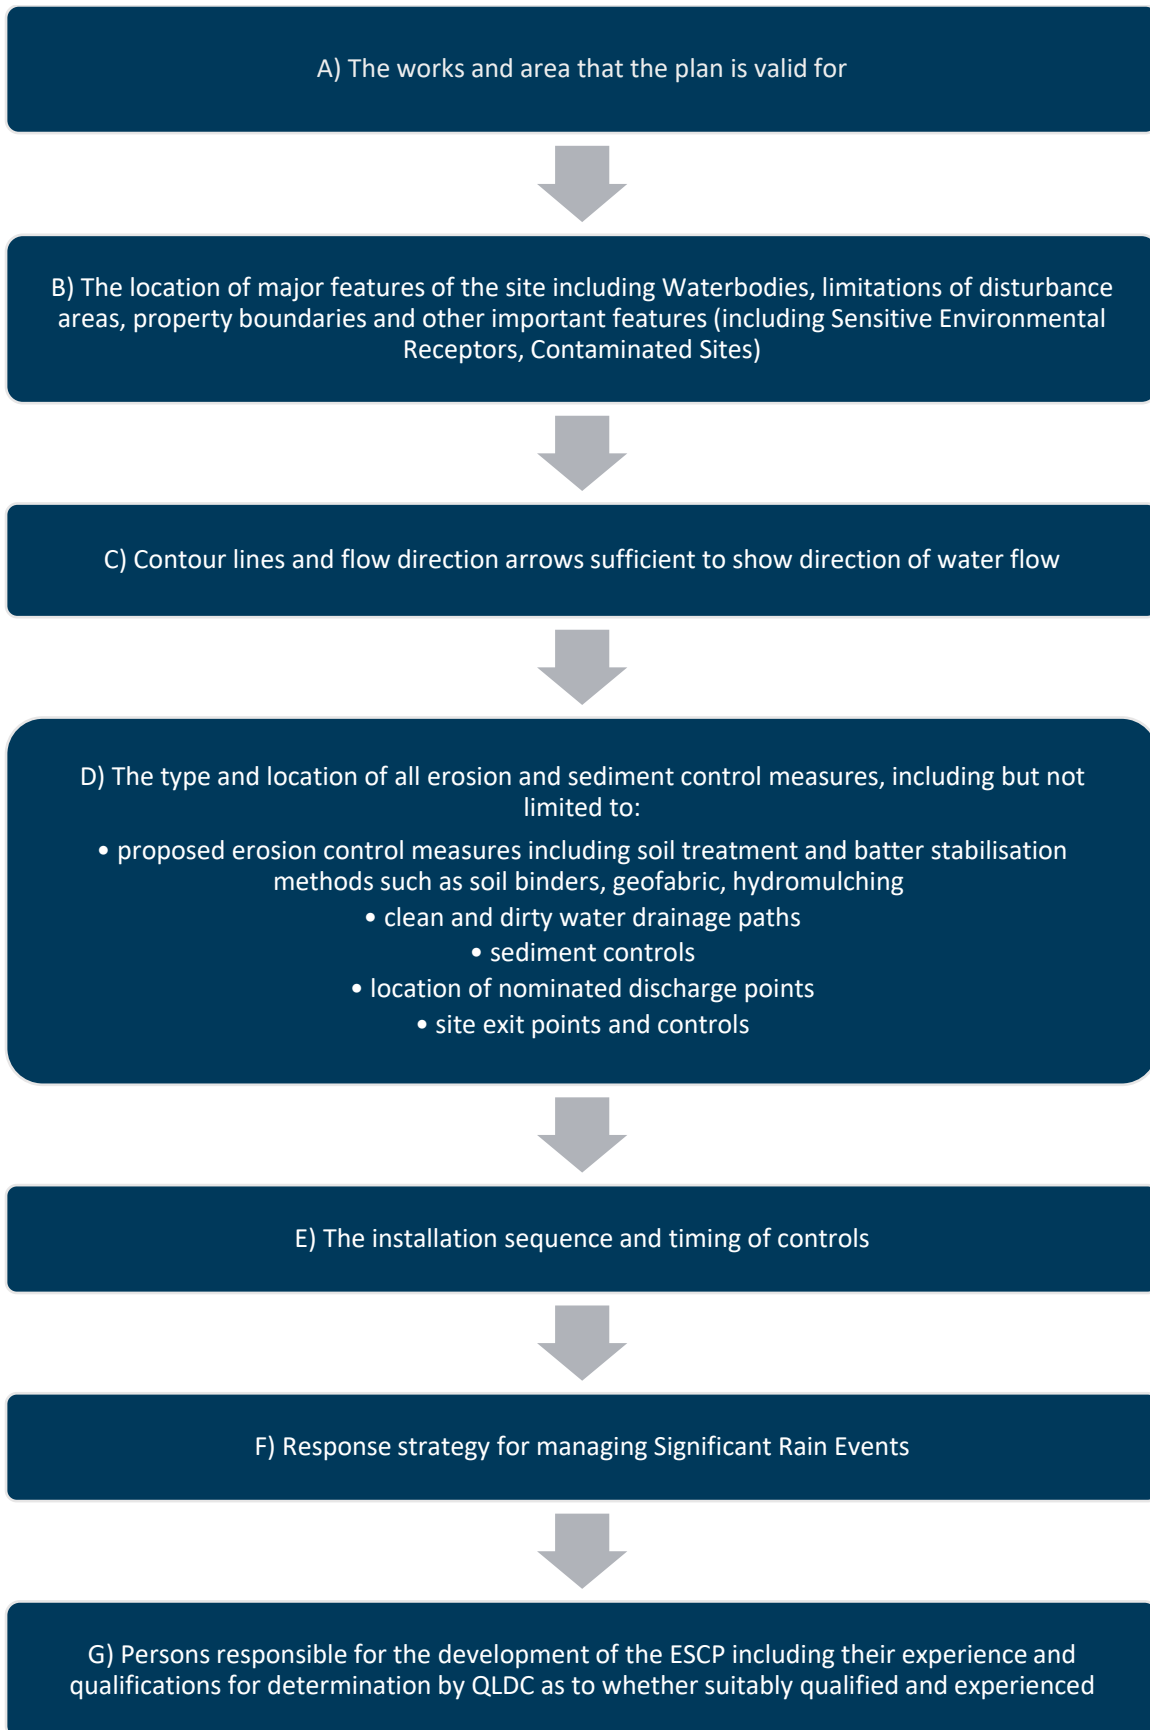 A) The works and area that the plan is valid for
B) The location of major features of the site including Waterbodies, limitations of disturbance
areas, property boundaries and other important features (including Sensitive Environmental
Receptors, Contaminated Sites)
C) Contour lines and flow direction arrows sufficient to show direction of water flow
D) The type and location of all erosion and sediment control measures, including but not
limited to:
• proposed erosion control measures including soil treatment and batter stabilisation
methods such as soil binders, geofabric, hydromulching
• clean and dirty water drainage paths
• sediment controls
• location of nominated discharge points
• site exit points and controls
E) The installation sequence and timing of controls
F) Response strategy for managing Significant Rain Events
G) Persons responsible for the development of the ESCP including their experience and
qualifications for determination by QLDC as to whether suitably qualified and experienced